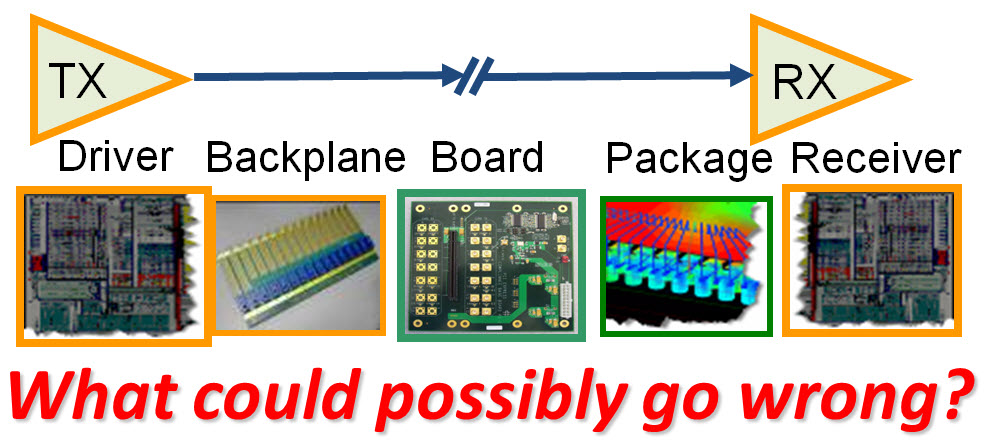 TX
RX
Driver Backplane Board Package Receiver
What could possibly go wrong?